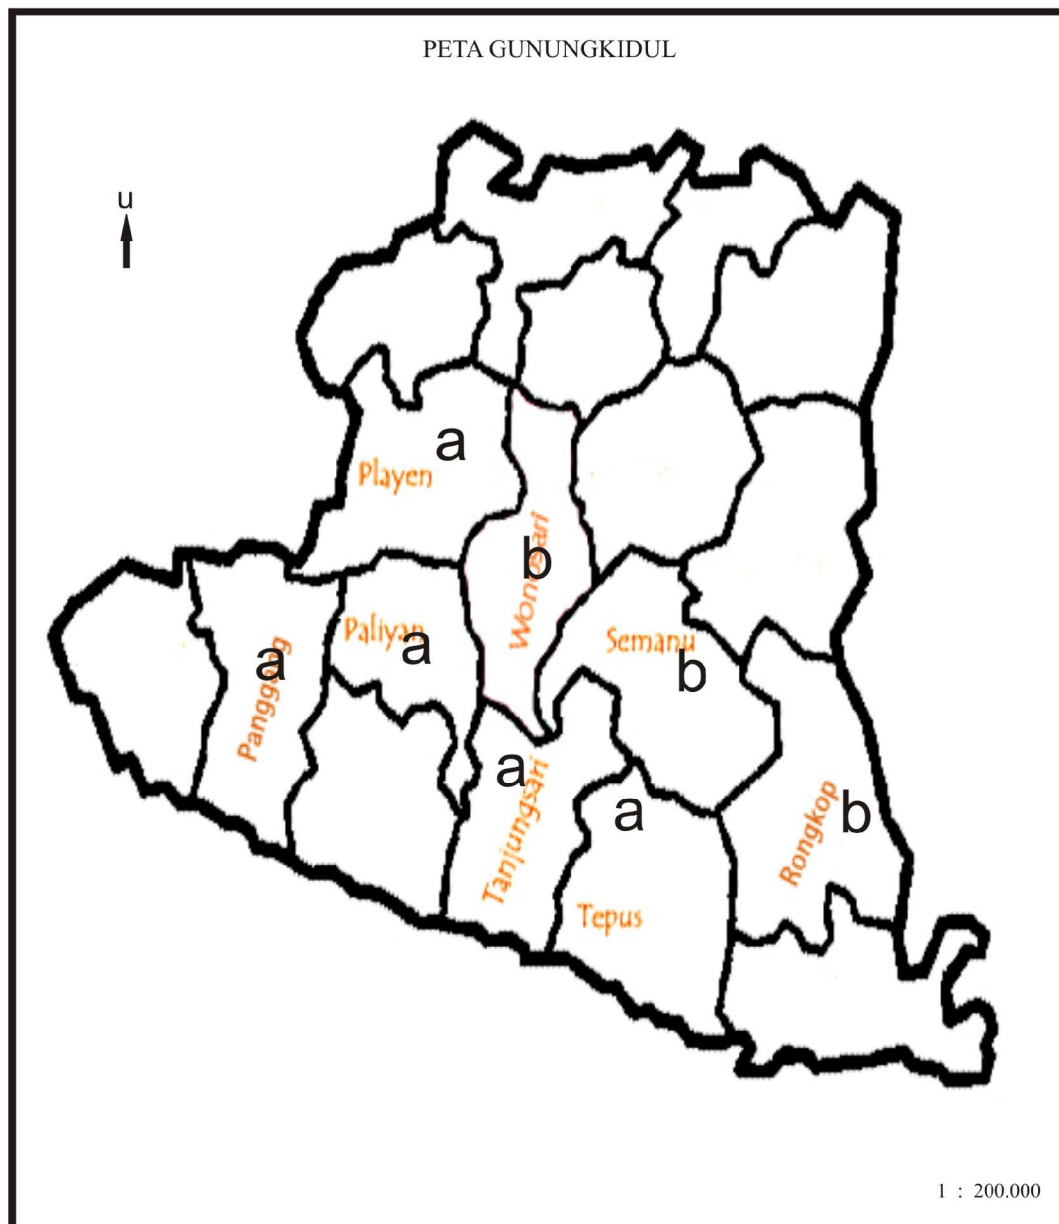 PETA GUNUNGKIDUL
u
a
Playen
b
Wonosari
Paliyan
a
Semanu
b
a
Panggang
a
Tanjungsari
a
Tepus
b
Rongkop
1 : 200.000